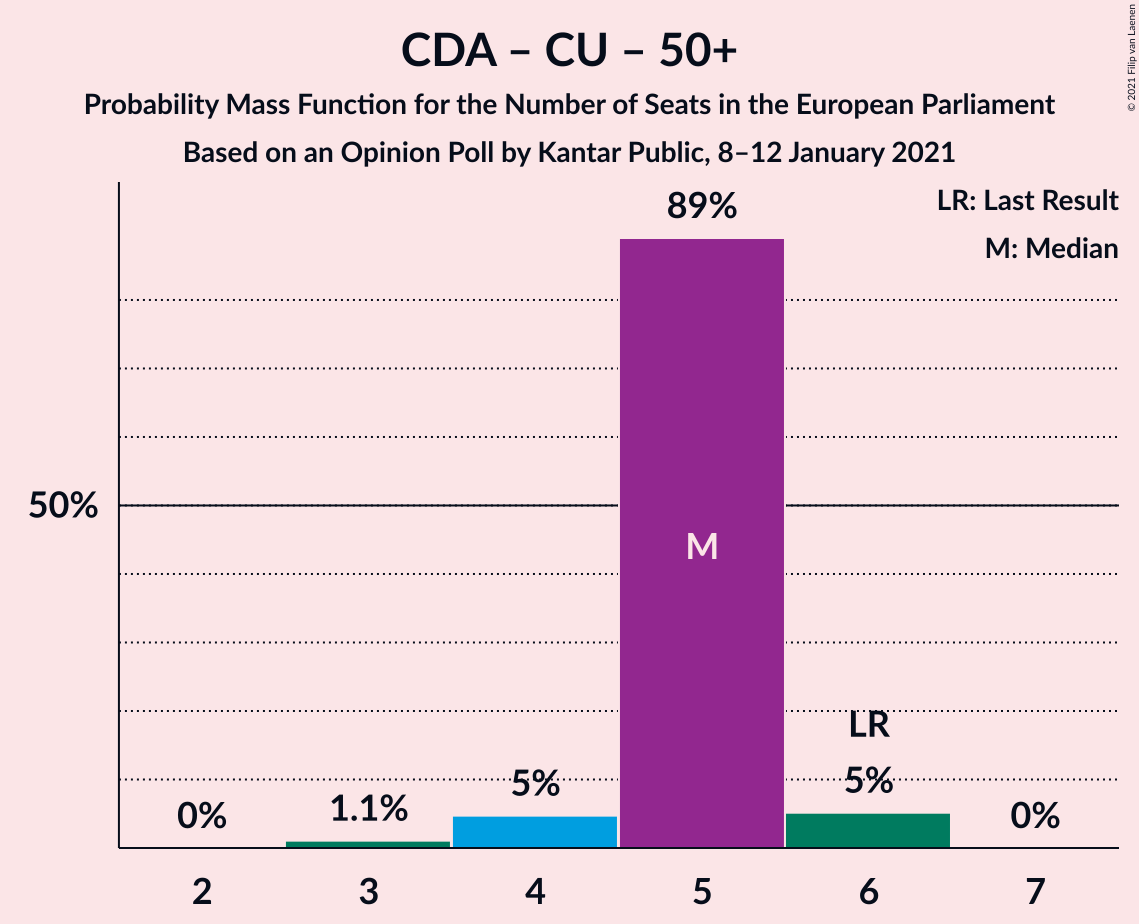 CDA – CU – 50+
Probability Mass Function for the Number of Seats in the European Parliament
Based on an Opinion Poll by Kantar Public, 8–12 January 2021
© 2021 Filip van Laenen
LR: Last Result
M: Median
89%
50%
M
LR
0%
1.1%
5%
5%
0%
2 3 4 5 6 7